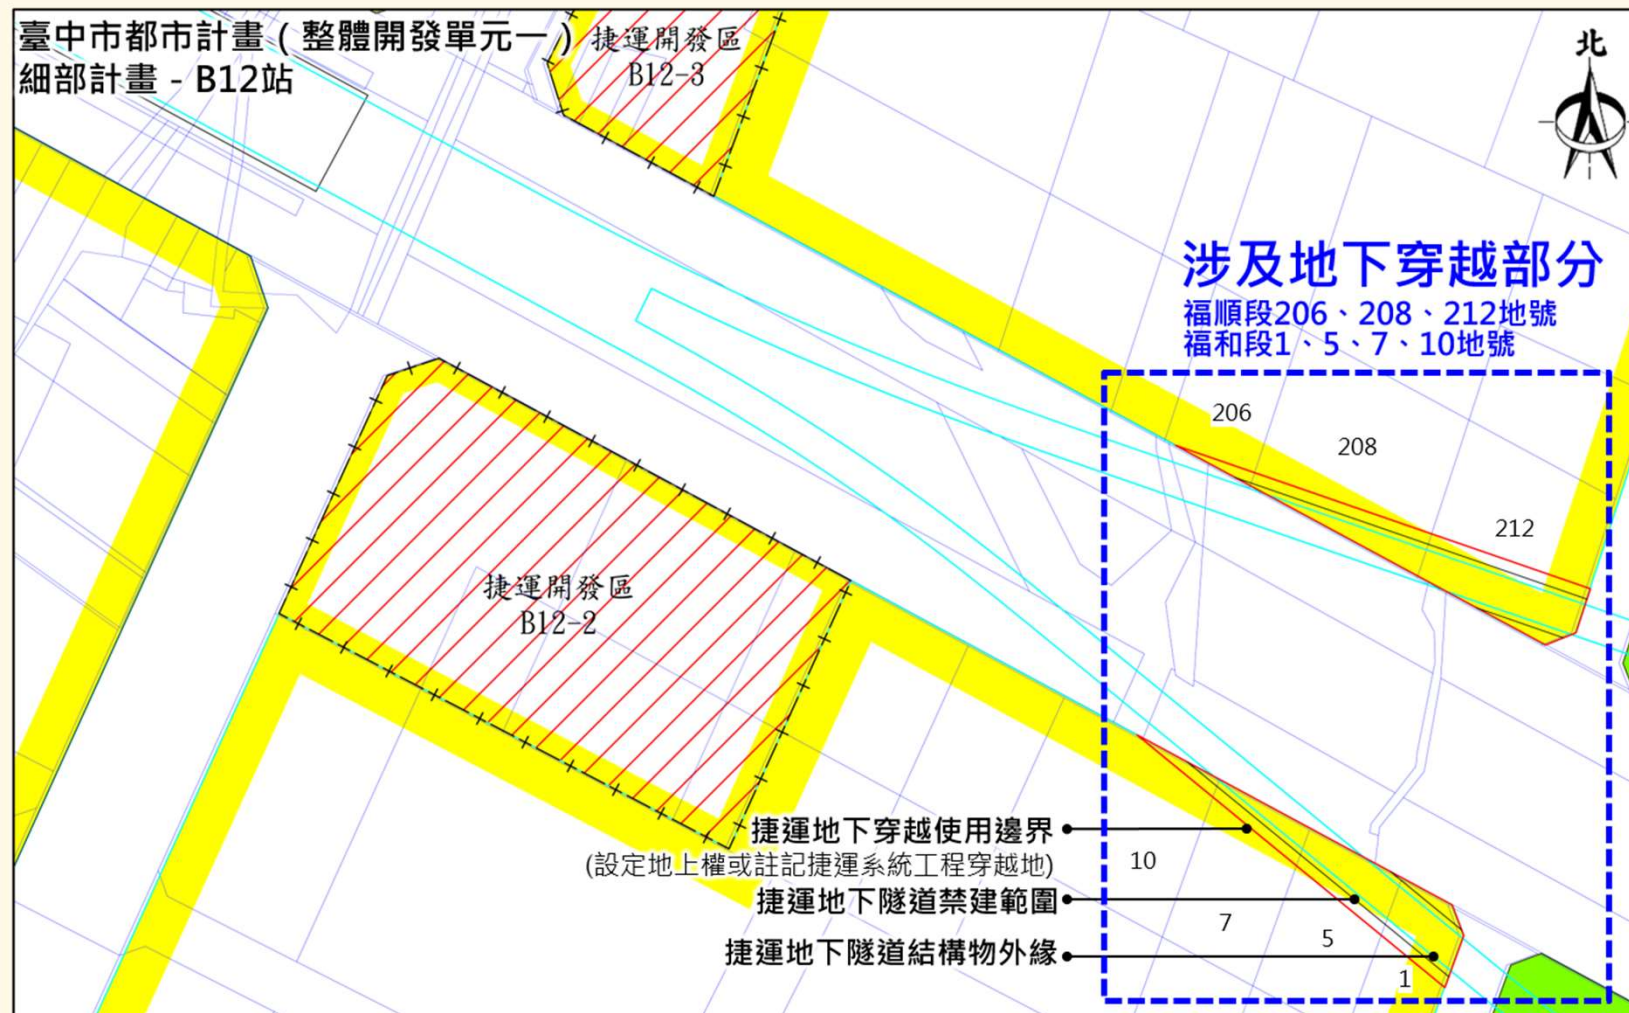 臺中市都市計畫（整體開發單元一）
細部計畫－B12站
捷運開發區
B12-3
北
涉及地下穿越部分
福順段206、208、212地號
福和段1、5、7、10地號
206
208
212
捷運開發區
B12-2
捷運地下穿越使用邊界
(設定地上權或註記捷運系統工程穿越地)
捷運地下隧道禁建範圍
捷運地下隧道結構物外緣
10
7
5
1